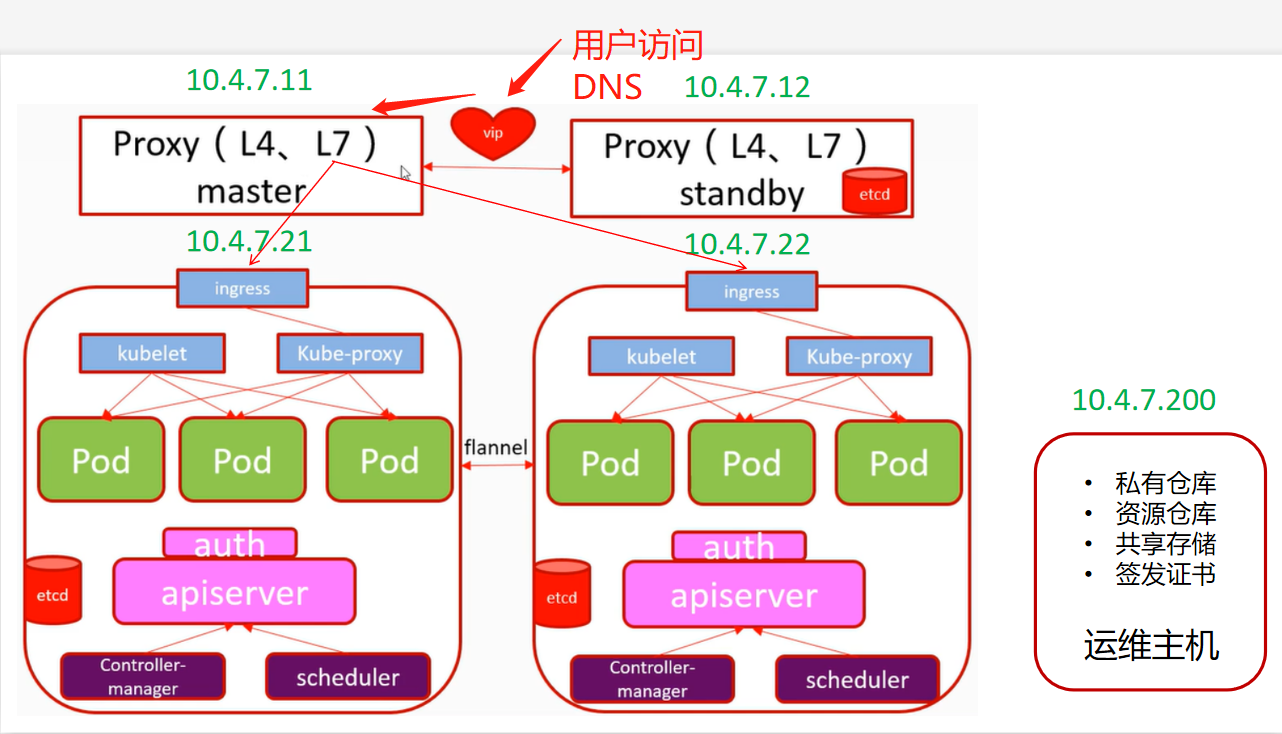 用户访问
DNS
10.4.7.11
10.4.7.12
vip
Proxy（L4、L7）
master
Proxy（L4、L7）
standby
etcd
10.4.7.21
10.4.7.22
ingress
ingress
kubelet
Kube-proxy
kubelet
Kube-proxy
10.4.7.200
Pod
Pod
Pod
flannel
Pod
Pod
Pod
• 私有仓库
• 资源仓库
• 共享存储
• 签发证书
运维主机
auth
apiserver
etcd
auth
apiserver
etcd
Controller-
manager
scheduler
Controller-
manager
scheduler